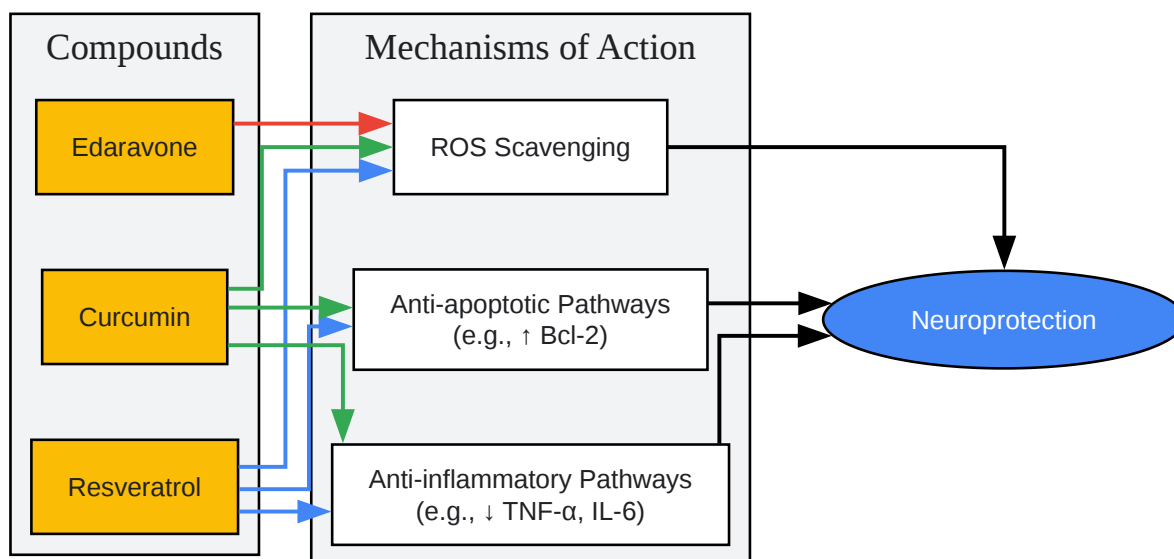 Compounds
Mechanisms of Action
Edaravone
ROS Scavenging
Curcumin
Anti-apoptotic Pathways
(e.g., ↑ Bcl-2)
Neuroprotection
Resveratrol
Anti-inflammatory Pathways
(e.g., ↓ TNF-α, IL-6)